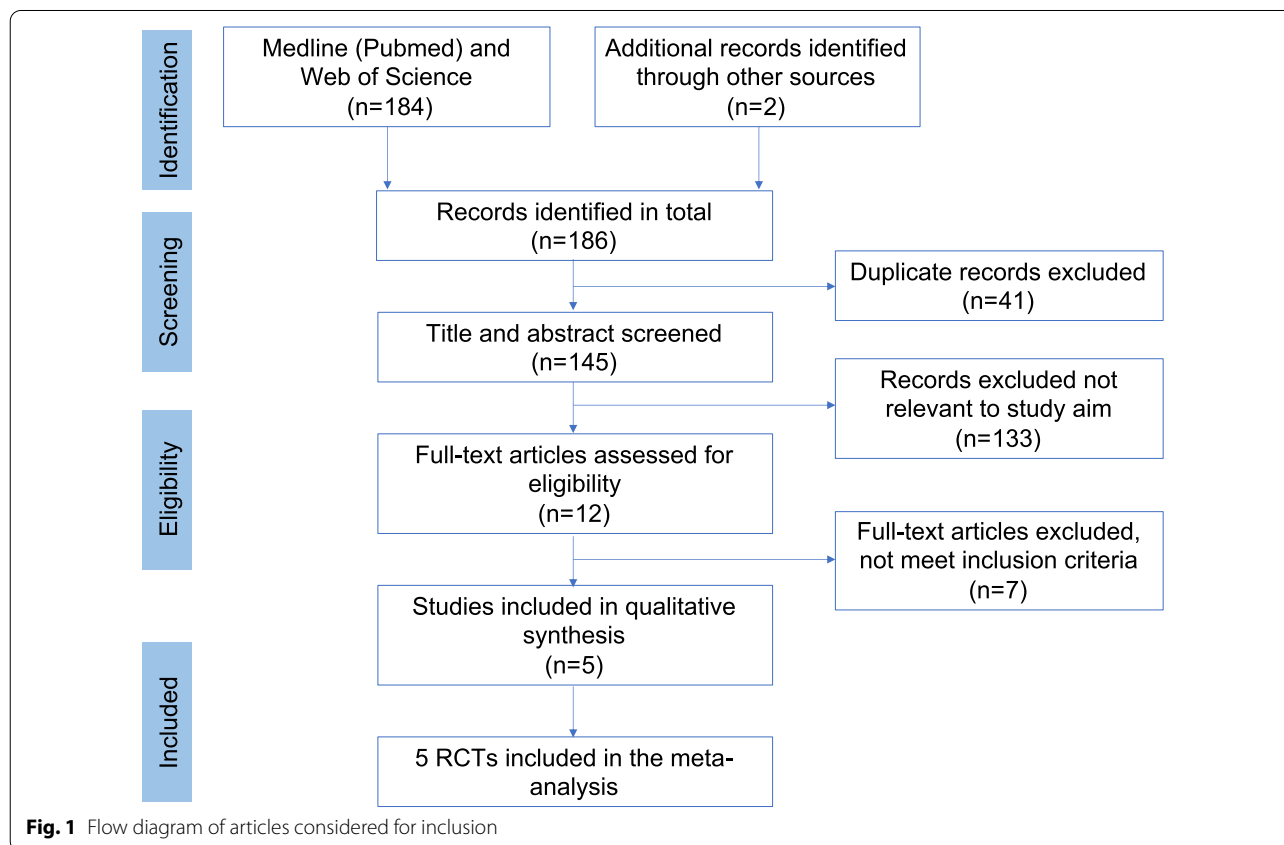 Identification
Medline (Pubmed) and
Web of Science
(n=184)
Additional records identified
through other sources
(n=2)
Screening
Records identified in total
(n=186)
Duplicate records excluded
(n=41)
Title and abstract screened
(n=145)
Records excluded not
relevant to study aim
(n=133)
Eligibility
Full-text articles assessed for
eligibility
(n=12)
Full-text articles excluded,
not meet inclusion criteria
(n=7)
Studies included in qualitative
synthesis
(n=5)
Included
5 RCTs included in the meta-
analysis
Fig. 1 Flow diagram of articles considered for inclusion